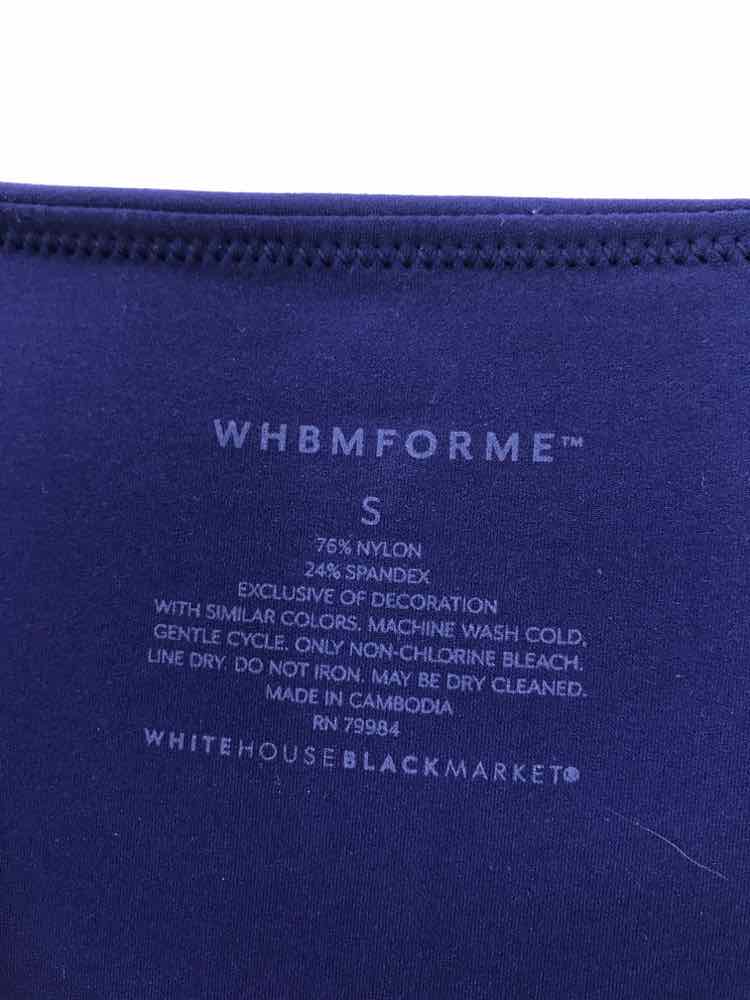 WHBMFORME™
S
76% NYLON
24% SPANDEX
EXCLUSIVE OF DECORATION
WITH SIMILAR COLORS. MACHINE WASH COLD,
GENTLE CYCLE. ONLY NON-CHLORINE BLEACH.
LINE DRY. DO NOT IRON. MAY BE DRY CLEANED.
MADE IN CAMBODIA
RN 79984
WHITEHOUSEBLACKMARKET®